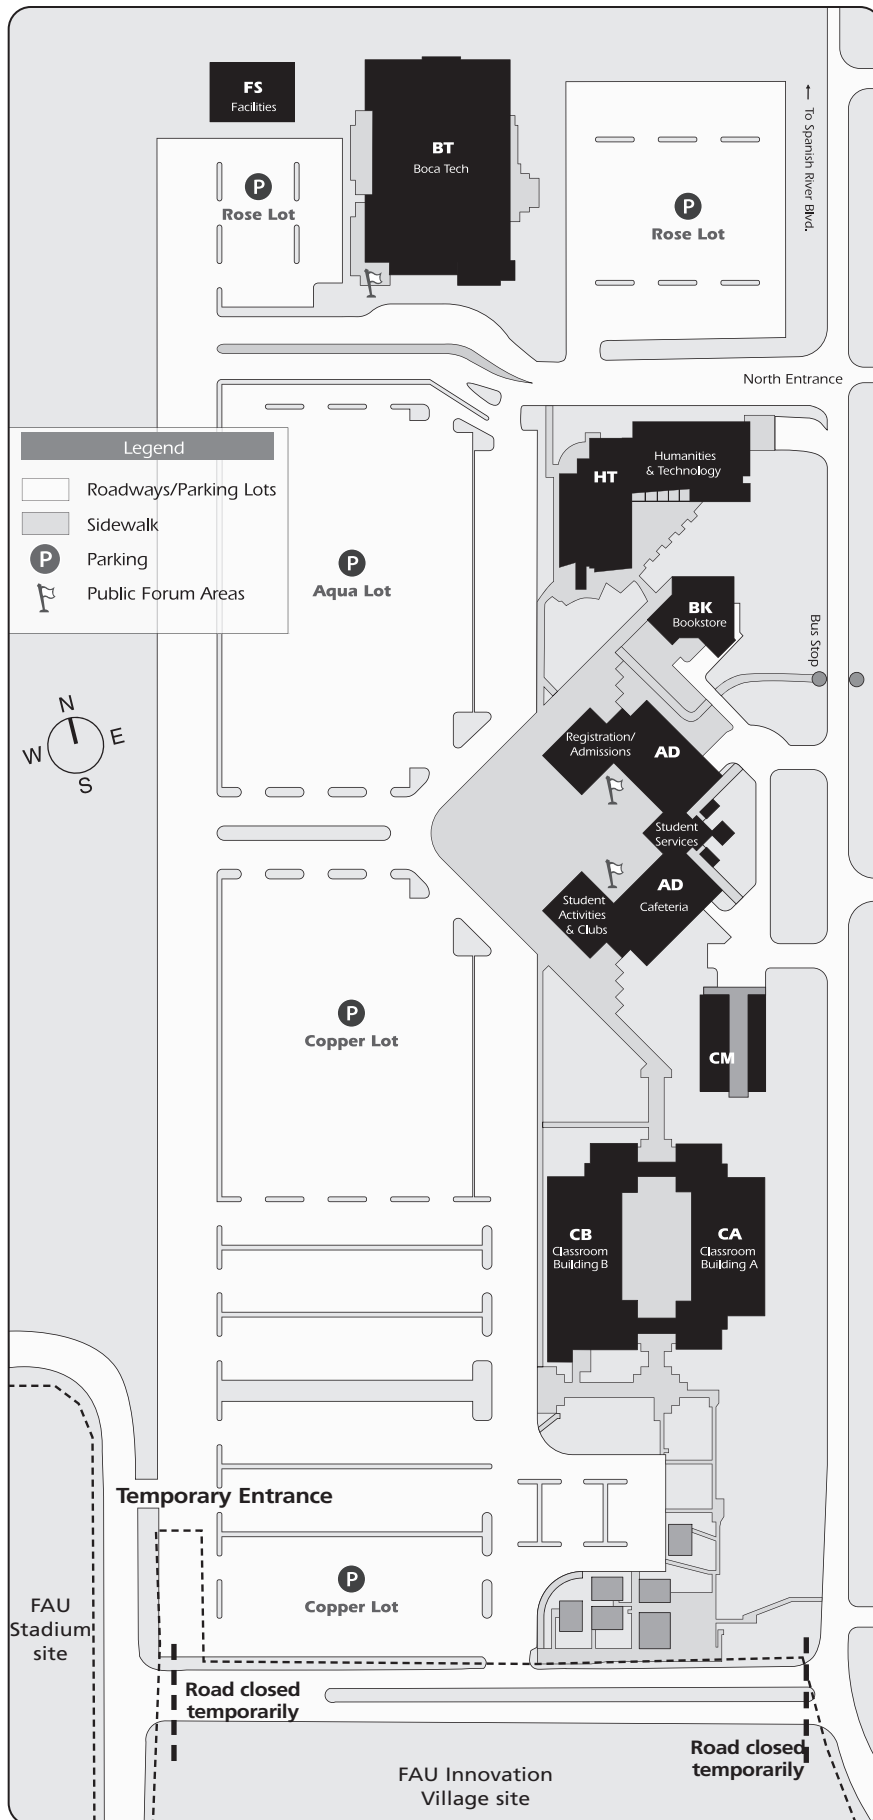 FS
Facilities
BT
Boca Tech
P
Rose Lot
P
Rose Lot
← To Spanish River Blvd.
North Entrance
Legend
Roadways/Parking Lots
Sidewalk
P
Parking
Public Forum Areas
Humanities
& Technology
HT
P
Aqua Lot
BK
Bookstore
Bus Stop
N
E
W
S
Registration/
Admissions
AD
Student
Services
AD
Cafeteria
Student
Activities
& Clubs
P
Copper Lot
CM
CB
Classroom
Building B
CA
Classroom
Building A
Temporary Entrance
P
Copper Lot
FAU
Stadium
site
Road closed
temporarily
Road closed
temporarily
FAU Innovation
Village site